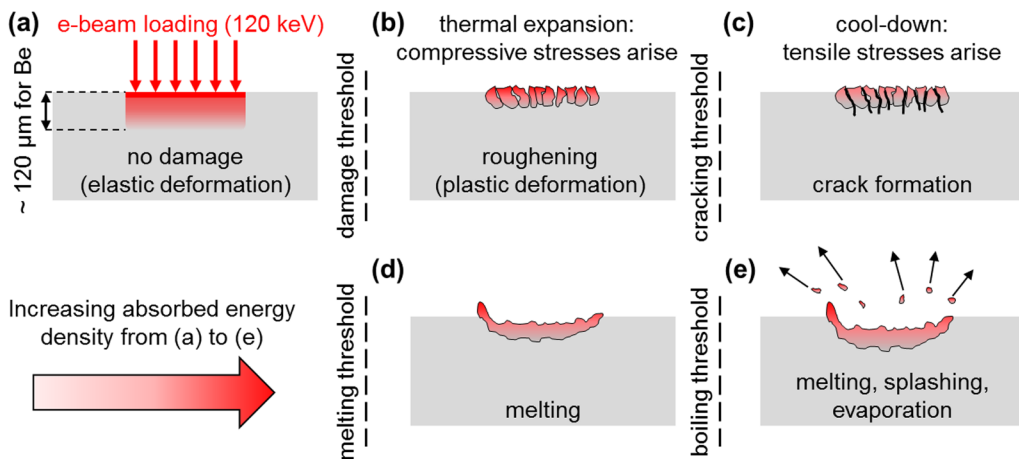 (a)
e-beam loading (120 keV)
~ 120 µm for Be
no damage
(elastic deformation)
damage threshold
(b)
thermal expansion:
compressive stresses arise
roughening
(plastic deformation)
cracking threshold
(c)
cool-down:
tensile stresses arise
crack formation
Increasing absorbed energy
density from (a) to (e)
melting threshold
(d)
melting
boiling threshold
(e)
melting, splashing,
evaporation